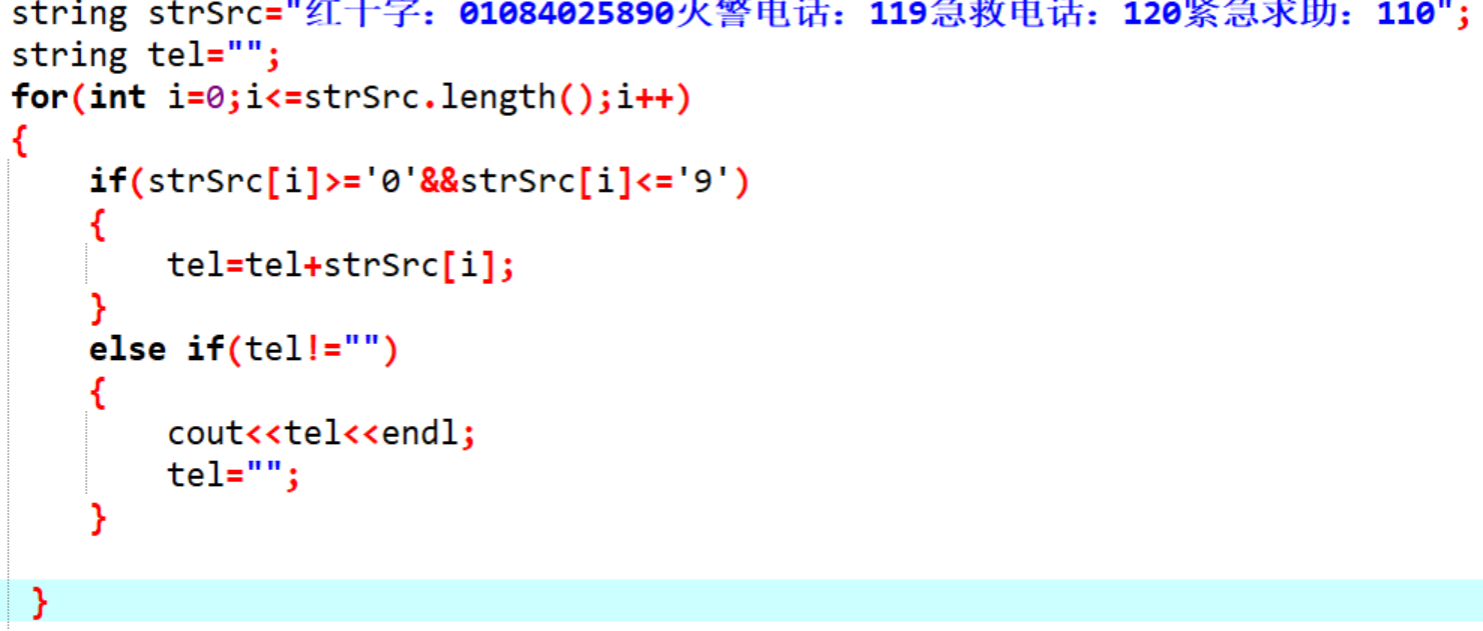 string strSrc="红十字：01084025890火警电话：119急救电话：120紧急求助：110";
string tel="";
for(int i=0;i<=strSrc.length();i++)
{
if(strSrc[i]>='0'&&strSrc[i]<='9')
{
tel=tel+strSrc[i];
}
else if(tel!="")
{
cout<<tel<<endl;
tel="";
}
}